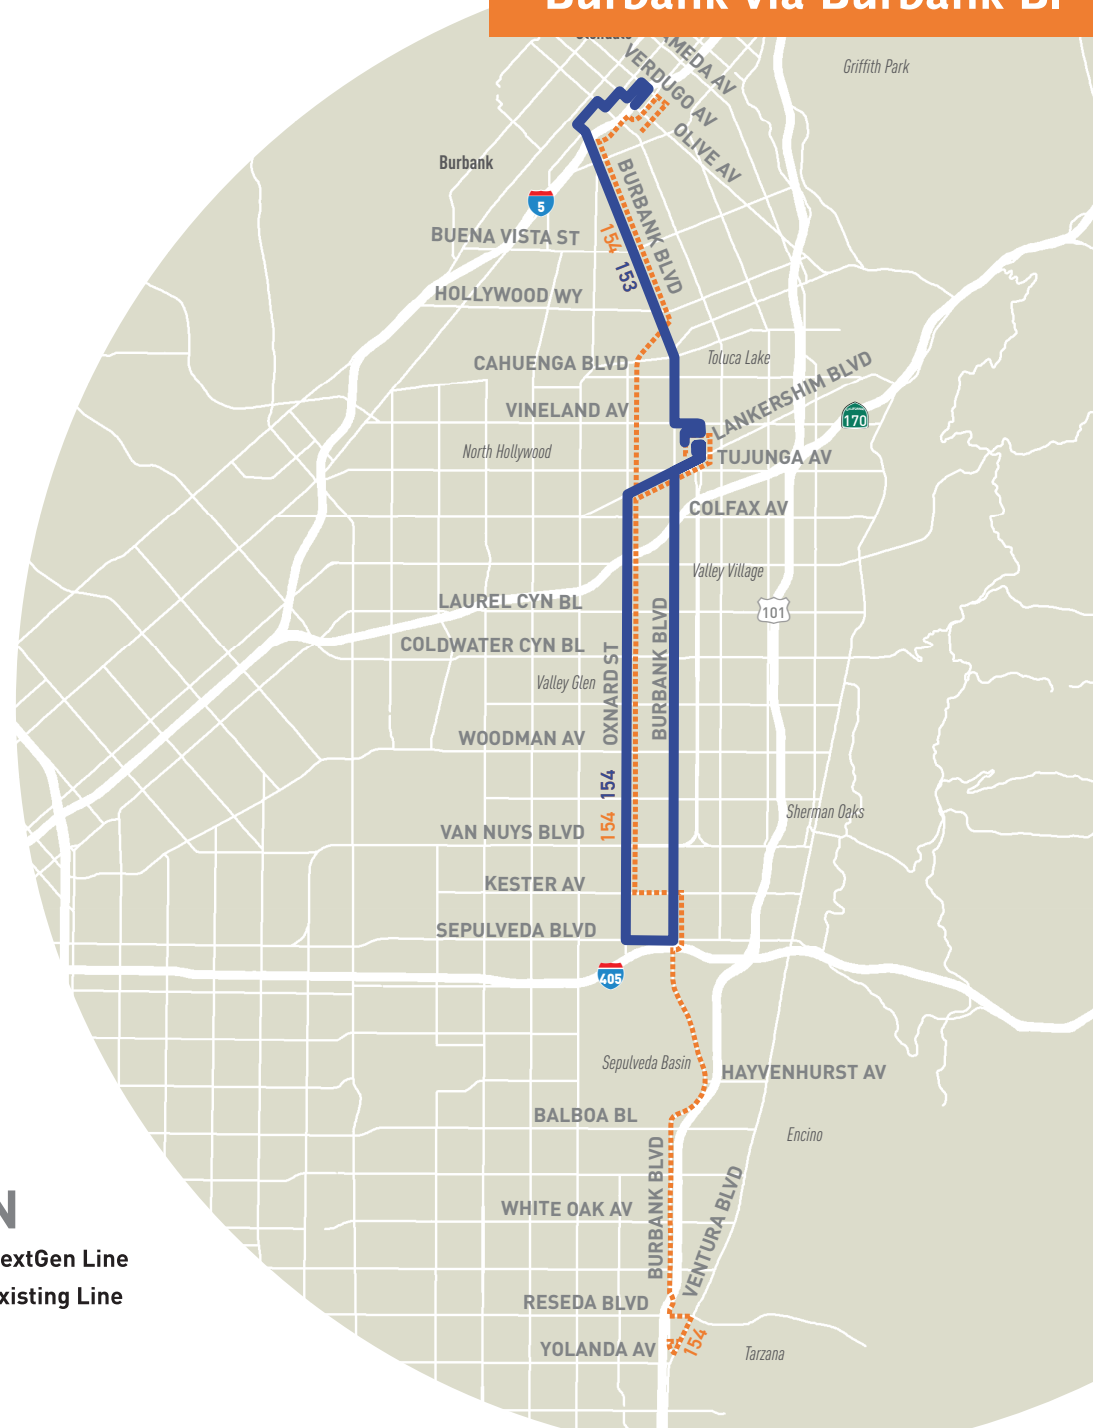 Burbank via Burbank Bl
Griffith Park
VERDUGO AV
OLIVE AV
Burbank
5
BURBANK BLVD
BUENA VISTA ST
154
153
HOLLYWOOD WY
CAHUENGA BLVD
Toluca Lake
LANKERSHIM BLVD
VINELAND AV
170
North Hollywood
TUJUNGA AV
COLFAX AV
Valley Village
LAUREL CYN BL
101
COLDWATER CYN BL
OXNARD ST
BURBANK BLVD
Valley Glen
WOODMAN AV
154
154
Sherman Oaks
VAN NUYS BLVD
KESTER AV
SEPULVEDA BLVD
405
Sepulveda Basin
HAYVENHURST AV
BALBOA BL
Encino
BURBANK BLVD
VENTURA BLVD
WHITE OAK AV
N
extGen Line
xisting Line
RESEDA BLVD
YOLANDA AV
154
Tarzana